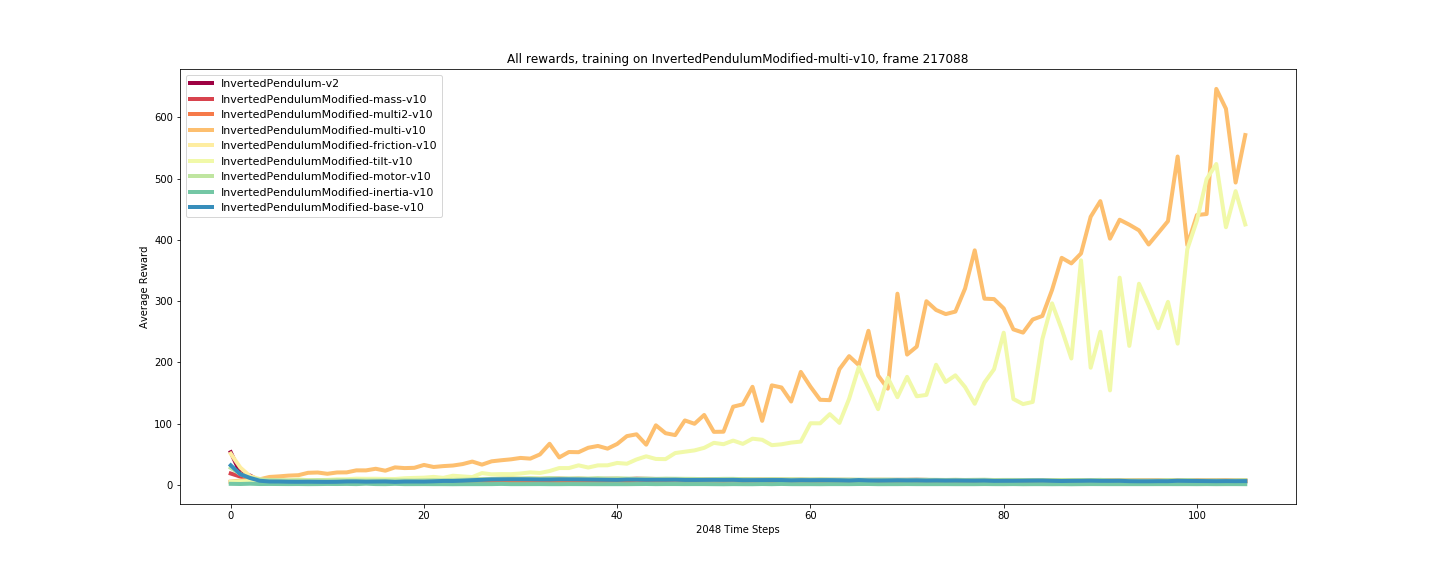 All rewards, training on InvertedPendulumModified-multi-v10, frame 217088
InvertedPendulum-v2
InvertedPendulumModified-mass-v10
InvertedPendulumModified-multi2-v10
InvertedPendulumModified-multi-v10
InvertedPendulumModified-friction-v10
InvertedPendulumModified-tilt-v10
InvertedPendulumModified-motor-v10
InvertedPendulumModified-inertia-v10
InvertedPendulumModified-base-v10
Average Reward
600
500
400
300
200
100
0
0 20 40 60 80 100
2048 Time Steps